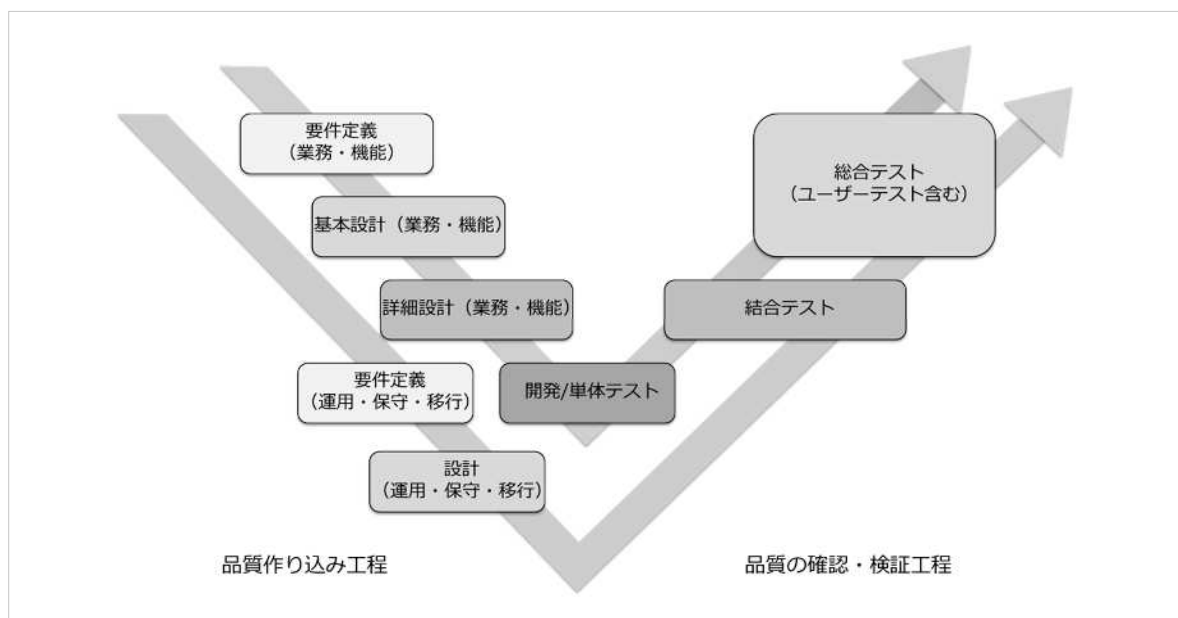 要件定義
（業務・機能）
基本設計（業務・機能）
詳細設計（業務・機能）
要件定義
（運用・保守・移行）
設計
（運用・保守・移行）
開発/単体テスト
結合テスト
総合テスト
（ユーザーテスト含む）
品質作り込み工程
品質の確認・検証工程